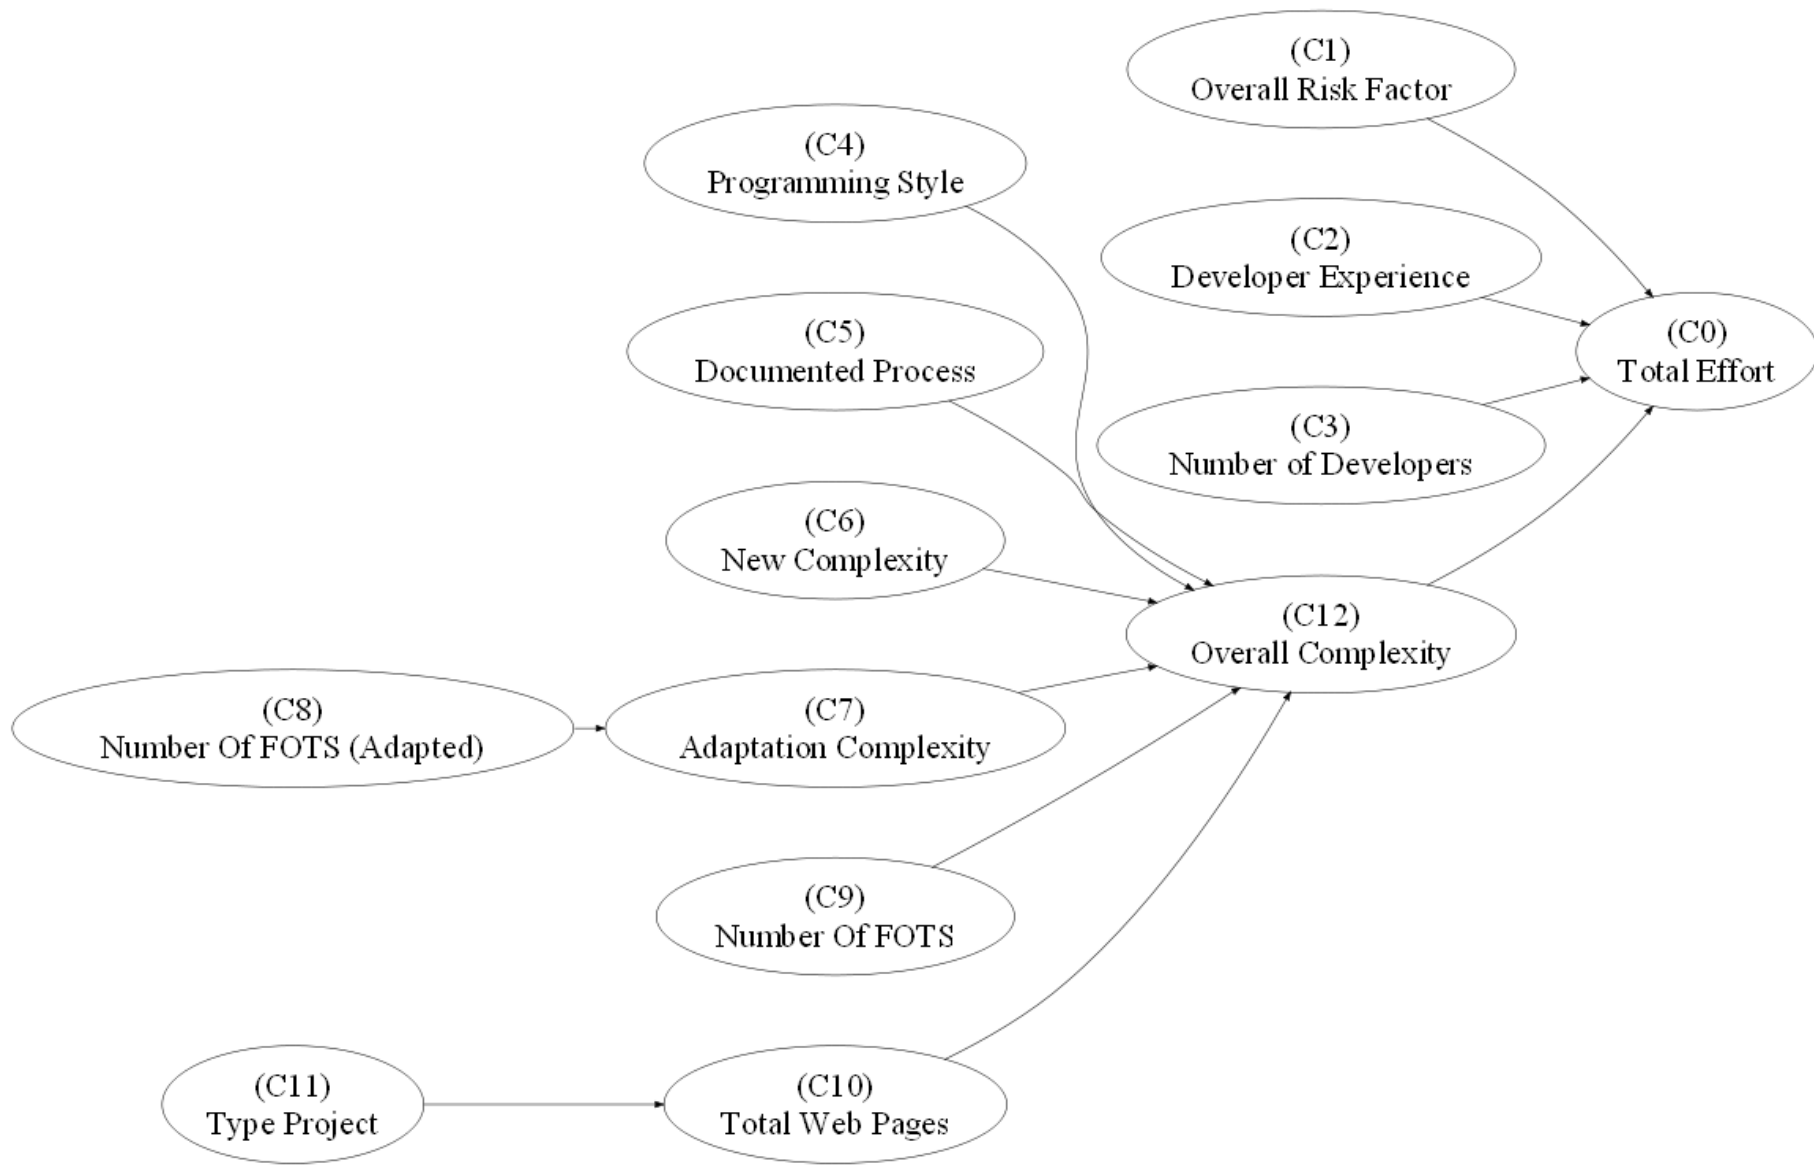 (C1)
Overall Risk Factor
(C4)
Programming Style
(C2)
Developer Experience
(C5)
Documented Process
(C0)
Total Effort
(C3)
Number of Developers
(C6)
New Complexity
(C12)
Overall Complexity
(C8)
Number Of FOTS (Adapted)
(C7)
Adaptation Complexity
(C9)
Number Of FOTS
(C11)
Type Project
(C10)
Total Web Pages